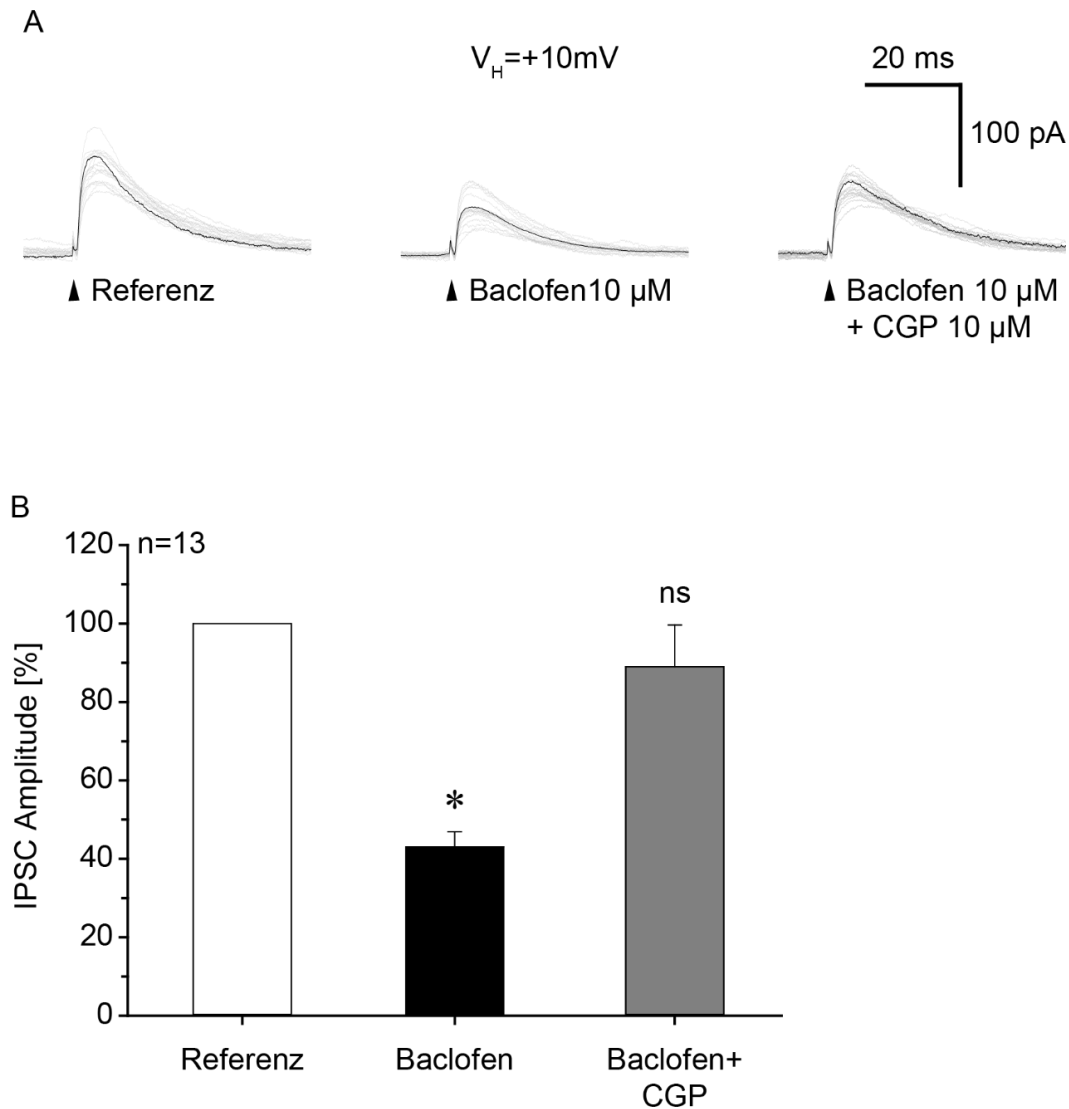 A
V_H=+10mV
20 ms
100 pA
Referenz
Baclofen10 µM
Baclofen 10 µM
+ CGP 10 µM
B
n=13
120
100
80
60
40
20
0
IPSC Amplitude [%]
*
ns
Referenz
Baclofen
Baclofen+
CGP